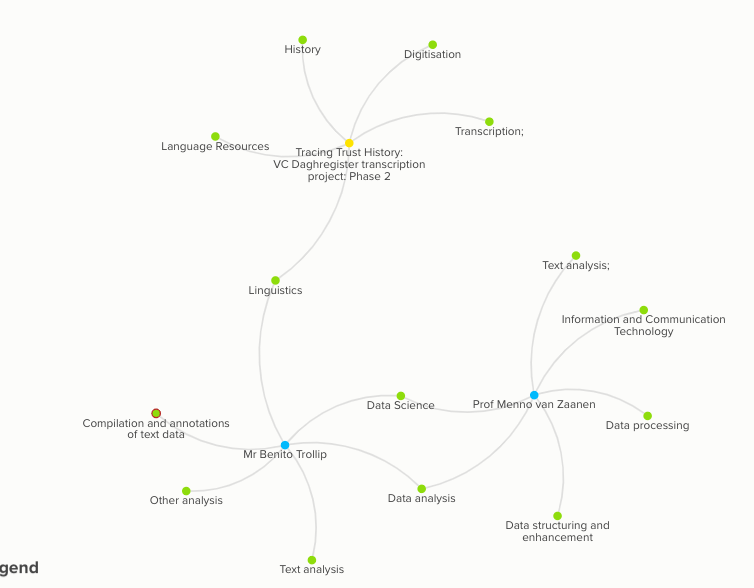 History
Digitisation
Transcription;
Language Resources
Tracing Trust History:
VC Daghregister transcription
project: Phase 2
Text analysis;
Linguistics
Information and Communication
Technology
Data Science
Prof Menno van Zaanen
Compilation and annotations
of text data
Data processing
Mr Benito Trollip
Other analysis
Data analysis
Data structuring and
enhancement
gend
Text analysis